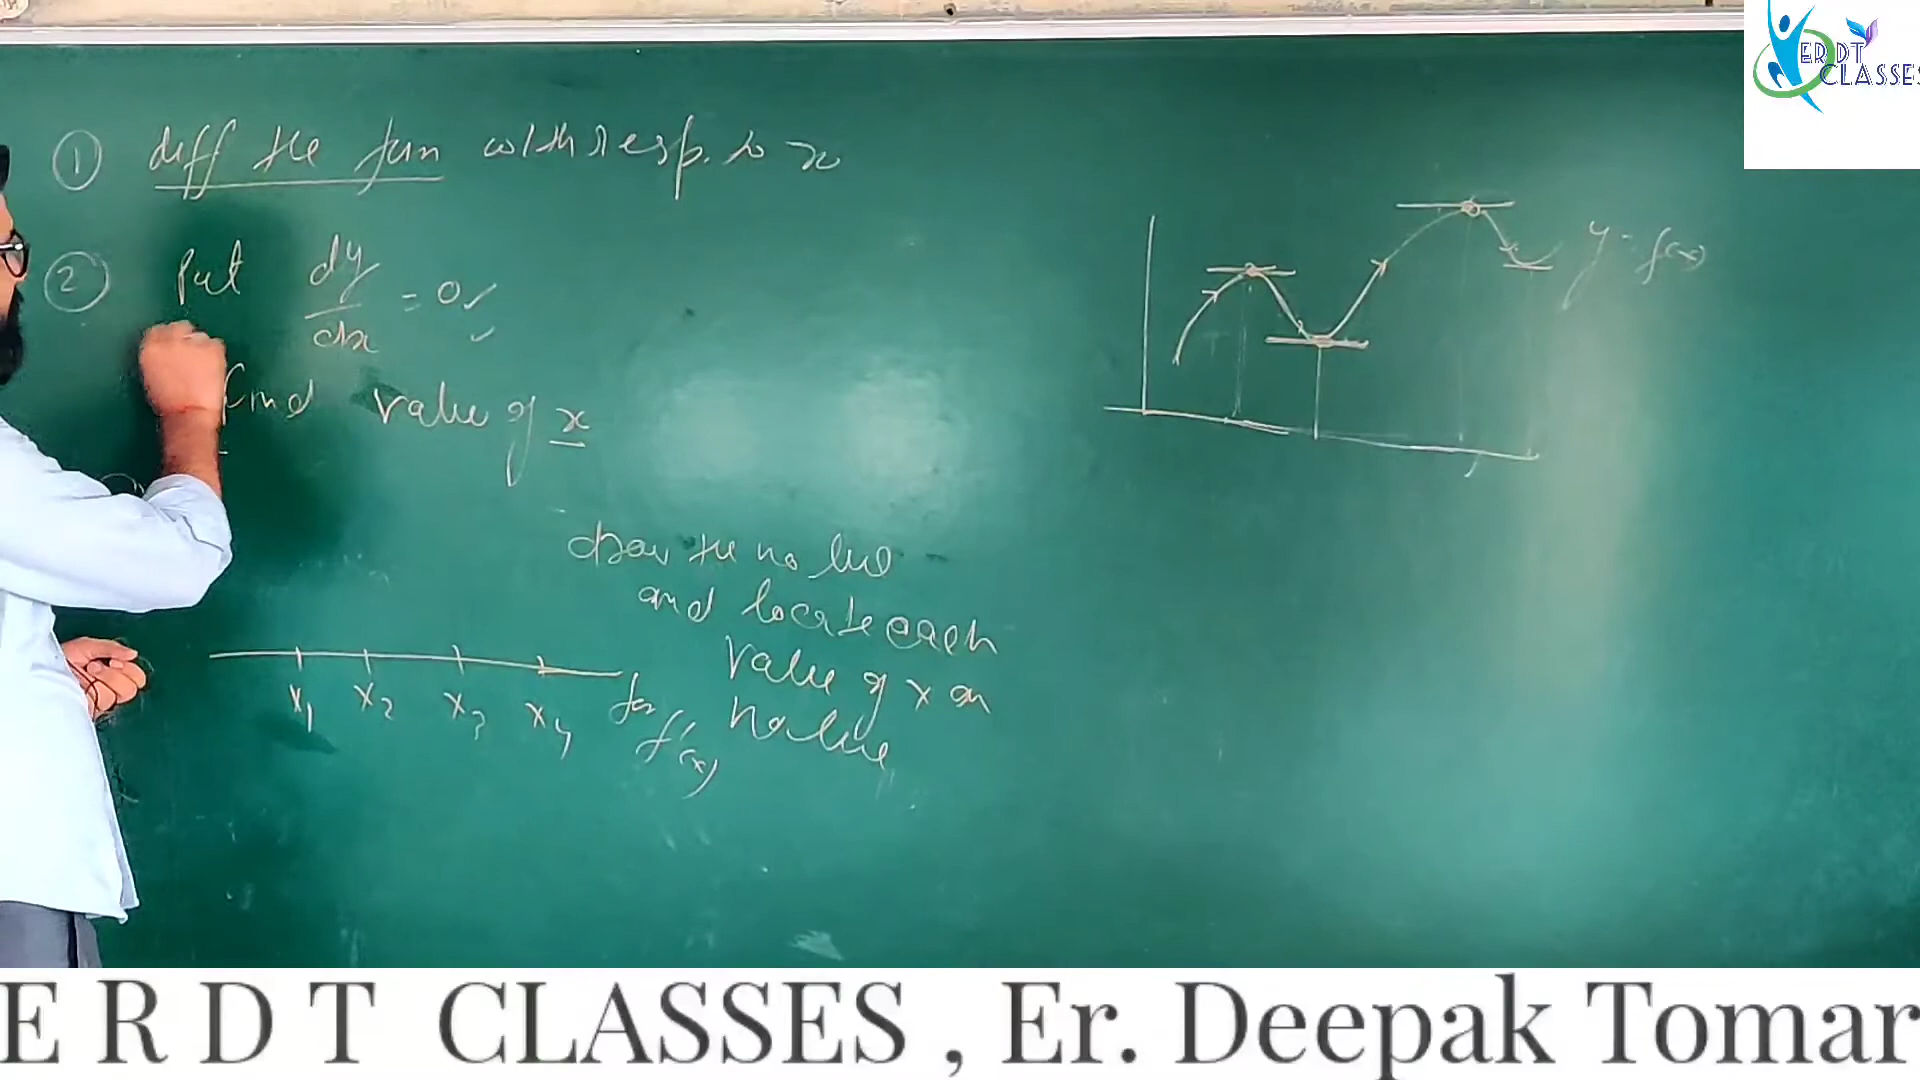 ① diff the fun with resp. to x
② Put dy/dx = 0
find value of x
draw the no line
and locate each
value of x on
no line
x₁ x₂ x₃ x₄ for
f'(x)
y = f(x)
ERDT
CLASSES
E R D T CLASSES , Er. Deepak Tomar